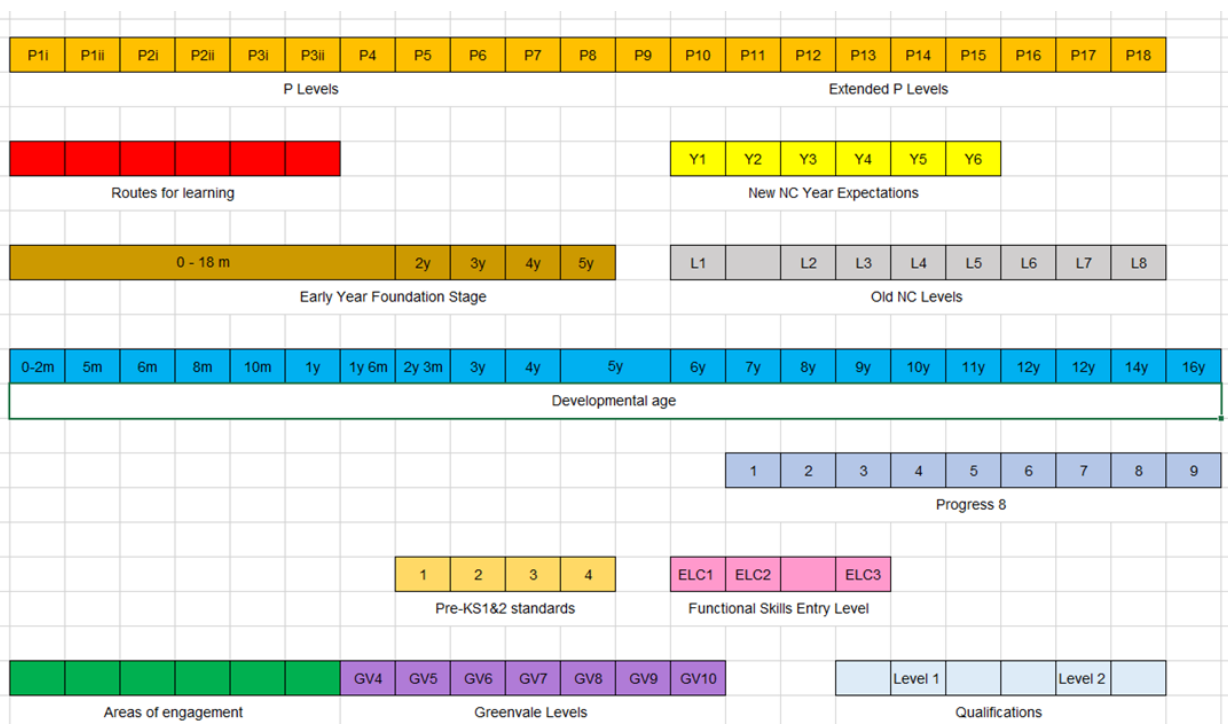 P1i P1ii P2i P2ii P3i P3ii P4 P5 P6 P7 P8 P9 P10 P11 P12 P13 P14 P15 P16 P17 P18
P Levels Extended P Levels
Y1 Y2 Y3 Y4 Y5 Y6
Routes for learning New NC Year Expectations
0 - 18 m 2y 3y 4y 5y L1 L2 L3 L4 L5 L6 L7 L8
Early Year Foundation Stage Old NC Levels
0-2m 5m 6m 8m 10m 1y 1y 6m 2y 3m 3y 4y 5y 6y 7y 8y 9y 10y 11y 12y 12y 14y 16y
Developmental age
1 2 3 4 5 6 7 8 9
Progress 8
1 2 3 4 ELC1 ELC2 ELC3
Pre-KS1&2 standards Functional Skills Entry Level
GV4 GV5 GV6 GV7 GV8 GV9 GV10 Level 1 Level 2
Areas of engagement Greenvale Levels Qualifications